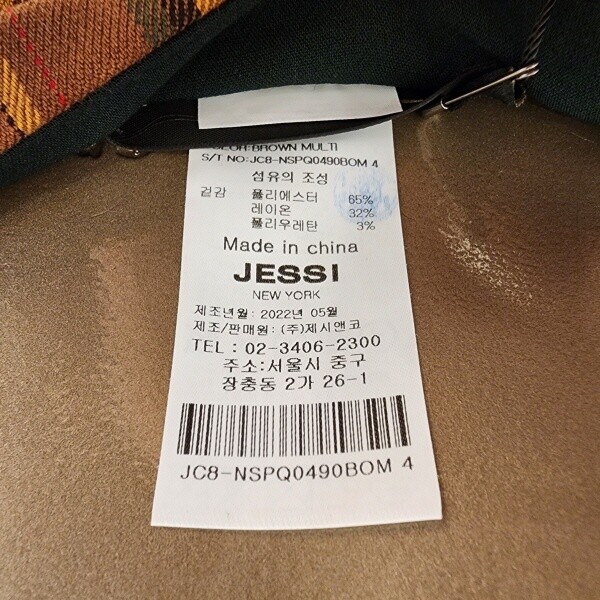 COLOR:BROWN MULTI
S/T NO:JC8-NSPQ0490BOM 4
섬유의 조성
겉감 폴리에스터 65%
레이온 32%
폴리우레탄 3%
Made in china
JESSI
NEW YORK
제조년월: 2022년 05월
제조/판매원: (주)제시앤코
TEL : 02-3406-2300
주소:서울시 중구
장충동 2가 26-1
JC8-NSPQ0490BOM 4